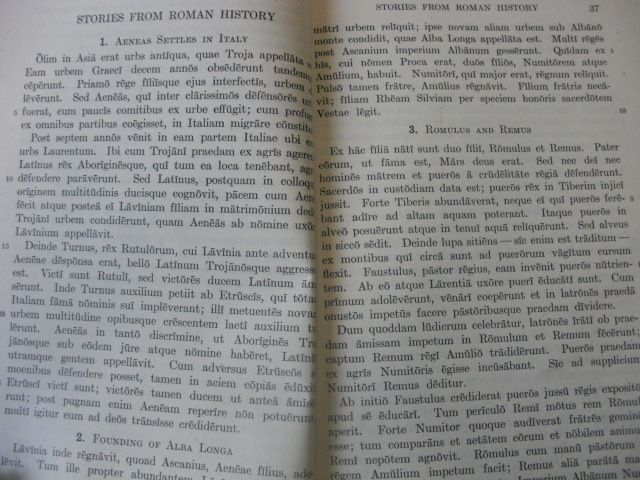 STORIES FROM ROMAN HISTORY
1. Aeneas Settles in Italy
Ōlim in Asiā erat urbs antīqua, quae Troja appellāta
Eam urbem Graecī decem annōs obsēdērunt tandem
cēpērunt. Priamō rēge fīliīsque ejus interfectīs, urbem
lēvērunt. Sed Aenēās, quī inter clārissimōs dēfēnsōrēs
5 fuerat, cum paucīs comitibus ex urbe effūgit; cum
ex omnibus partibus coēgisset, in Italiam migrāre
Post septem annōs vēnit in eam partem Italiae ubi
urbs Laurentum. Ibi cum Trojānī praedam ex agrīs
Latīnus rēx Aborīginēsque, quī tum ea loca tenēbant,
10 dēfendere parāvērunt. Sed Latīnus, postquam in
orīginem multitūdinis ducisque cognōvit, pācem cum
fēcit atque posteā eī Lāvīniam fīliam in mātrimōnium
Trojānī urbem condidērunt, quam Aenēās ab nōmine
Lāvīnium appellāvit.
15 Deinde Turnus, rēx Rutulōrum, cui Lāvīnia ante
Aenēae dēspōnsa erat, bellō Latīnum Trojānōsque
est. Victī sunt Rutulī, sed victōrēs ducem Latīnum
sērunt. Inde Turnus auxilium petiit ab Etrūscīs, quī
Italiam fāmā nōminis suī implēverant; illī metuentēs
urbem multitūdine opibusque crēscentem laetī auxilium
lērunt. Aenēās in tantō discrīmine, ut Aborīginēs
jānōsque sub eōdem jūre atque nōmine habēret,
utramque gentem appellāvit. Cum adversus Etrūscōs
moenibus dēfendere posset, tamen in aciem cōpiās
Etrūscī victī sunt; victōrēs tamen ducem ut anteā
runt; post pugnam enim Aenēam reperīre nōn
multī igitur eum ad deōs trānsīsse crēdidērunt.
2. Founding of Alba Longa
Lāvīnia inde rēgnāvit, quoad Ascanius, Aenēae fīlius,
lēvit. Tum ille propter abundantem
STORIES FROM ROMAN HISTORY 37
mātrī urbem relīquit; ipse novam aliam urbem sub Albānō
monte condidit, quae Alba Longa appellāta est. Multī rēgēs
post Ascanium imperium Albānum gessērunt. Quīdam ex
hīs, cui nōmen Proca erat, duōs fīliōs, Numitōrem atque
Amūlium, habuit. Numitōrī, quī major erat, rēgnum relīquit. 5
Pulsō tamen frātre, Amūlius rēgnāvit. Fīlium frātris necā-
vit; fīliam Rhēam Silviam per speciem honōris sacerdōtem
Vestae lēgit.
3. Romulus and Remus
Ex hāc fīliā nātī sunt duo fīliī, Rōmulus et Remus. Pater 10
eōrum, ut fāma est, Mārs deus erat. Sed nec deī nec
hominēs mātrem et puerōs ā crūdēlitāte rēgiā dēfendērunt.
Sacerdōs in custōdiam data est; puerōs rēx in Tiberim injicī
jussit. Forte Tiberis abundāverat, neque eī quī puerōs ferē-
bant adīre ad altam aquam poterant. Itaque puerōs in
alveō posuērunt atque in tenuī aquā relīquērunt. Sed alveus
in siccō sēdit. Deinde lupa sitiēns — sīc enim est trāditum —
ex montibus quī circā sunt ad puerōrum vāgītum cursum
flexit. Faustulus, pāstor rēgius, eam invēnit puerōs nūtrien-
tem. Ab eō atque Lārentiā uxōre puerī ēducātī sunt. Cum
prīmum adolēvērunt, vēnārī coepērunt et in latrōnēs praedā
onustōs impetūs facere pāstōribusque praedam dīvidere.
Dum quoddam lūdicrum celebrātur, latrōnēs īrātī ob prae-
dam āmissam impetum in Rōmulum et Remum fēcērunt;
captum Remum rēgī Amūliō trādidērunt. Puerōs praedam
ex agrīs Numitōris ēgisse incūsābant. Sīc ad supplicium
Numitōrī Remus dēditur.
Ab initiō Faustulus crēdiderat puerōs jussū rēgis
apud sē ēducārī. Tum perīculō Remī mōtus rem
aperit. Forte Numitor quoque audīverat frātrēs
esse; tum comparāns et aetātem eōrum et nōbilem
Remī nepōtem agnōvit. Rōmulus cum manū pāstōrum
rēgem Amūlium impetum facit; Remus aliā parātā